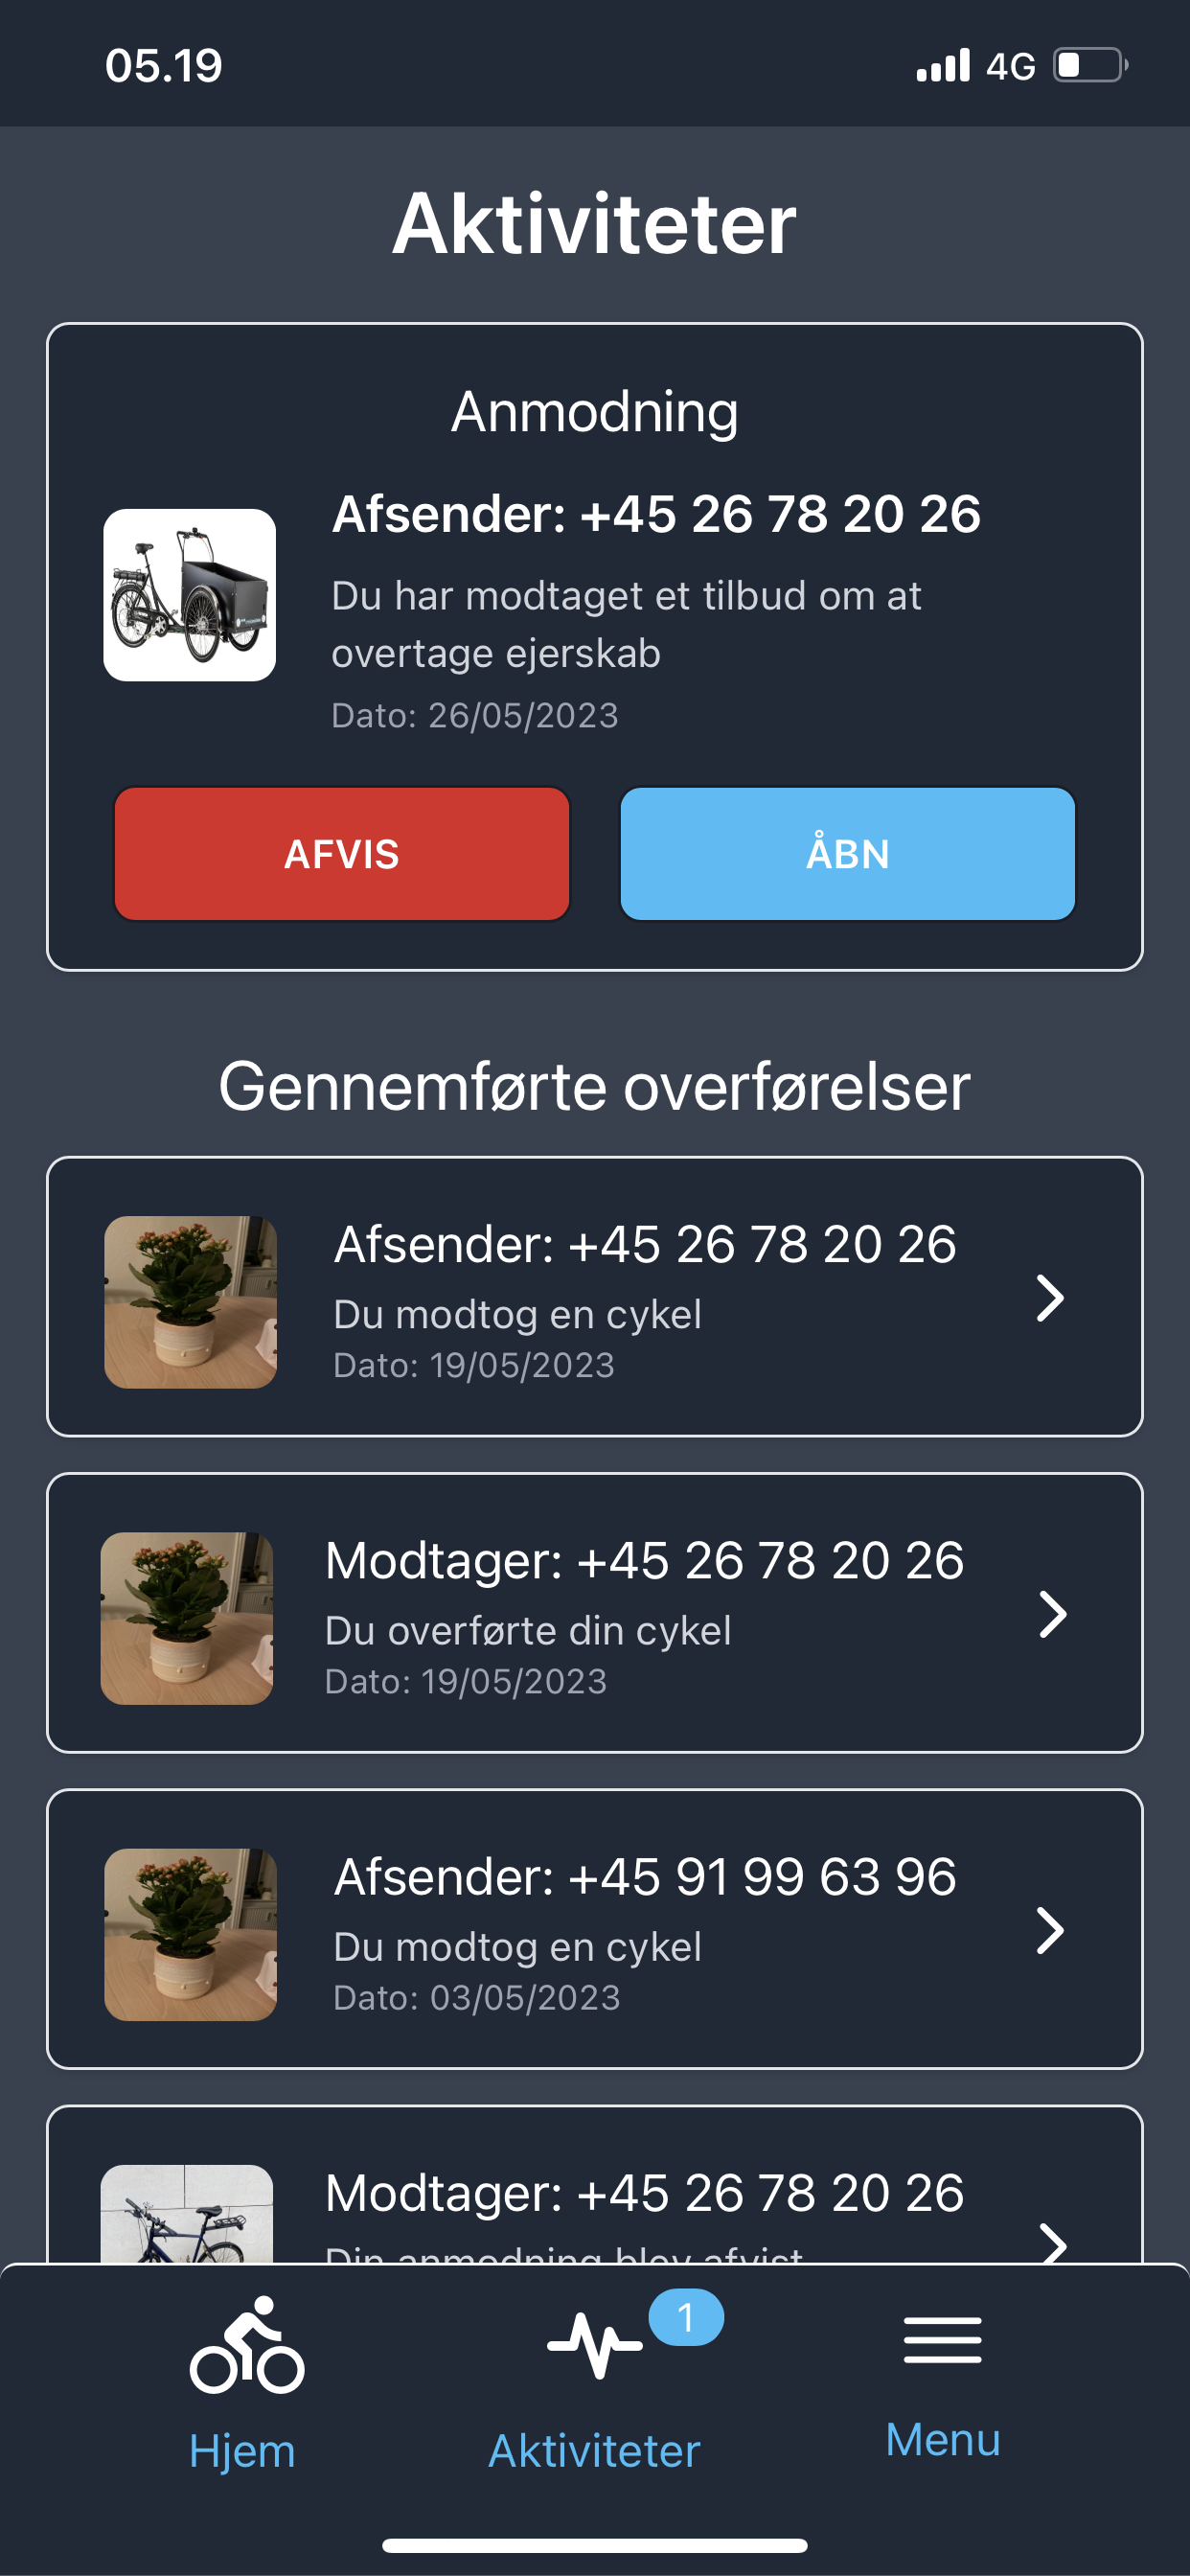 05.19
4G
Aktiviteter
Anmodning
Afsender: +45 26 78 20 26
Du har modtaget et tilbud om at
overtage ejerskab
Dato: 26/05/2023
AFVIS
ÅBN
Gennemførte overførelser
Afsender: +45 26 78 20 26
Du modtog en cykel
Dato: 19/05/2023
Modtager: +45 26 78 20 26
Du overførte din cykel
Dato: 19/05/2023
Afsender: +45 91 99 63 96
Du modtog en cykel
Dato: 03/05/2023
Modtager: +45 26 78 20 26
Din anmodning blev afvist
1
Hjem
Aktiviteter
Menu